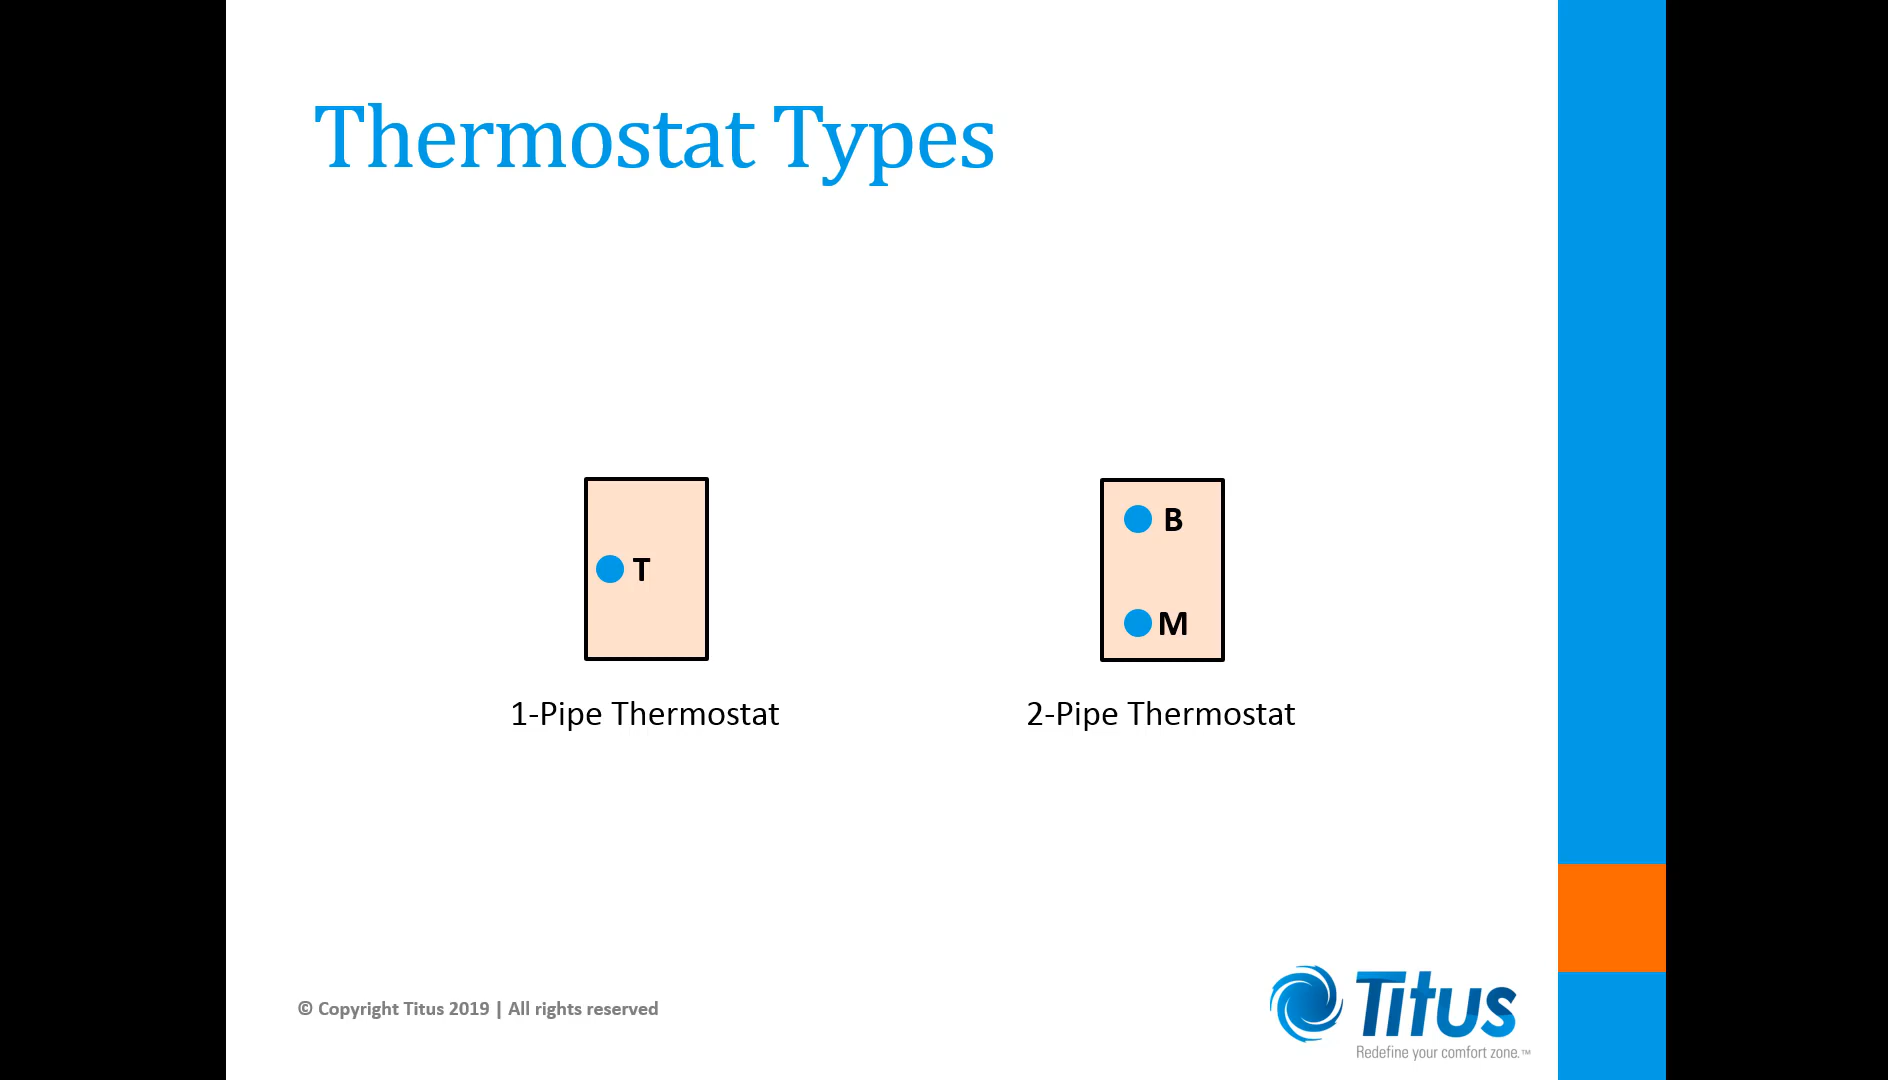 Thermostat Types
T
B
M
1-Pipe Thermostat
2-Pipe Thermostat
© Copyright Titus 2019 | All rights reserved
Titus
Redefine your comfort zone.™